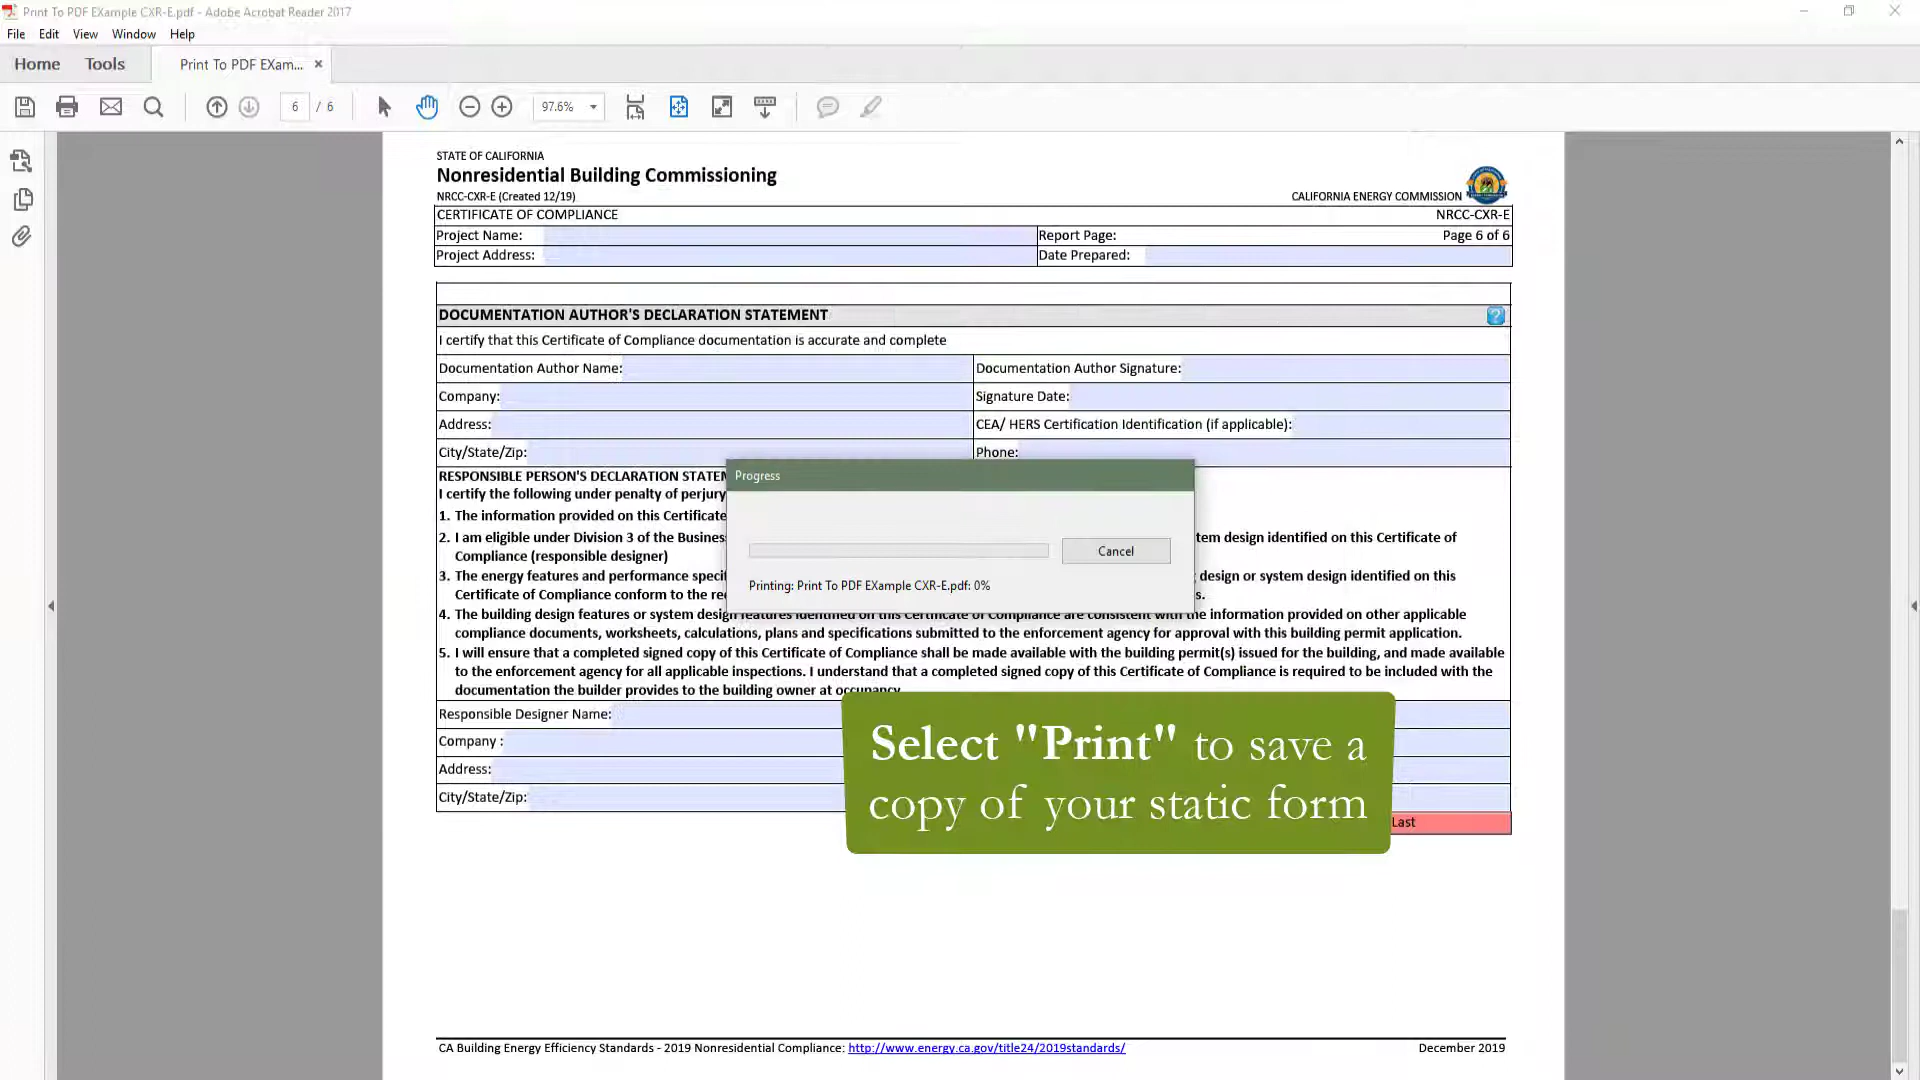 Print To PDF EXample CXR-E.pdf - Adobe Acrobat Reader 2017
File Edit View Window Help
Home Tools Print To PDF EXam... ×
6 / 6 97.6%
STATE OF CALIFORNIA
Nonresidential Building Commissioning
NRCC-CXR-E (Created 12/19) CALIFORNIA ENERGY COMMISSION
CERTIFICATE OF COMPLIANCE NRCC-CXR-E
Project Name: Report Page: Page 6 of 6
Project Address: Date Prepared:
DOCUMENTATION AUTHOR'S DECLARATION STATEMENT ?
I certify that this Certificate of Compliance documentation is accurate and complete
Documentation Author Name: Documentation Author Signature:
Company: Signature Date:
Address: CEA/ HERS Certification Identification (if applicable):
City/State/Zip: Phone:
RESPONSIBLE PERSON'S DECLARATION STATEM
I certify the following under penalty of perjury
1. The information provided on this Certificate
2. I am eligible under Division 3 of the Busines tem design identified on this Certificate of
Compliance (responsible designer)
3. The energy features and performance specif design or system design identified on this
Certificate of Compliance conform to the re s.
4. The building design features or system design features identified on this Certificate of Compliance are consistent with the information provided on other applicable
compliance documents, worksheets, calculations, plans and specifications submitted to the enforcement agency for approval with this building permit application.
5. I will ensure that a completed signed copy of this Certificate of Compliance shall be made available with the building permit(s) issued for the building, and made available
to the enforcement agency for all applicable inspections. I understand that a completed signed copy of this Certificate of Compliance is required to be included with the
documentation the builder provides to the building owner at occupancy.
Progress
Cancel
Printing: Print To PDF EXample CXR-E.pdf: 0%
Responsible Designer Name:
Company :
Address:
City/State/Zip:
Select "Print" to save a
copy of your static form
Last
CA Building Energy Efficiency Standards - 2019 Nonresidential Compliance: http://www.energy.ca.gov/title24/2019standards/ December 2019